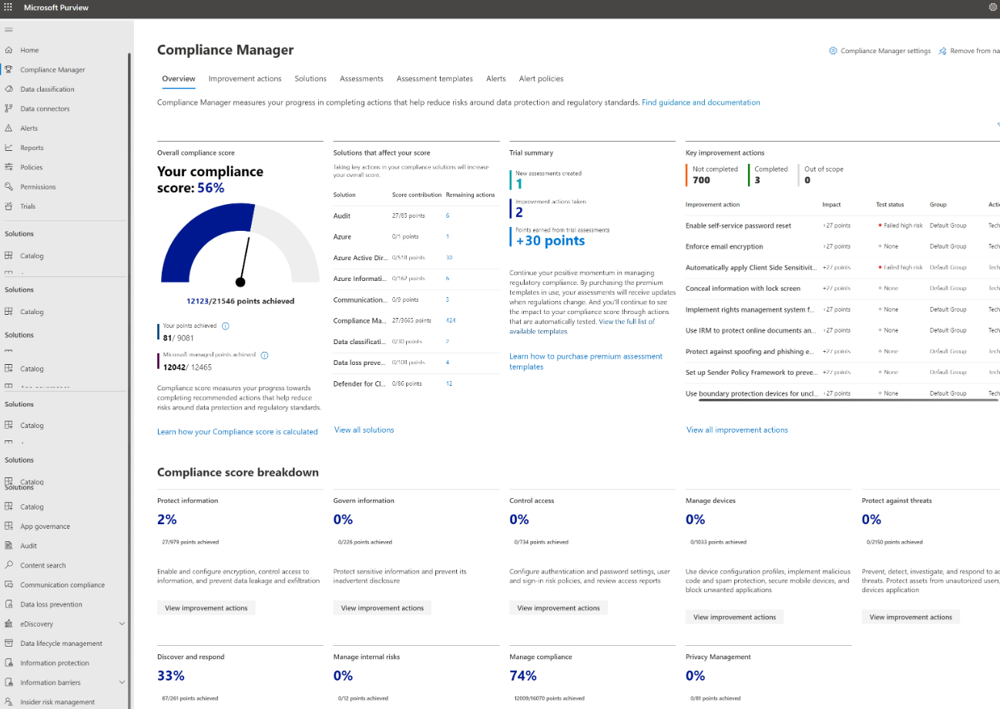 Microsoft Purview
Home
Compliance Manager
Data classification
Data connectors
Alerts
Reports
Policies
Permissions
Trials
Solutions
Catalog
Solutions
Catalog
Solutions
Catalog
Solutions
Catalog
Solutions
Catalog
Solutions
Catalog
App governance
Audit
Content search
Communication compliance
Data loss prevention
eDiscovery
Data lifecycle management
Information protection
Information barriers
Insider risk management
Compliance Manager
Compliance Manager settings
Remove from na
Overview Improvement actions Solutions Assessments Assessment templates Alerts Alert policies
Compliance Manager measures your progress in completing actions that help reduce risks around data protection and regulatory standards. Find guidance and documentation
Overall compliance score
Your compliance
score: 56%
12123/21546 points achieved
Your points achieved
81/ 9081
Microsoft managed points achieved
12042/ 12465
Compliance score measures your progress towards
completing recommended actions that help reduce
risks around data protection and regulatory standards.
Learn how your Compliance score is calculated
Solutions that affect your score
Taking key actions in your compliance solutions will increase
your overall score.
Solution Score contribution Remaining actions
Audit 27/85 points 6
Azure 0/1 points 1
Azure Active Dir... 0/518 points 30
Azure Informati... 0/162 points 6
Communication... 0/9 points 3
Compliance Ma... 27/3665 points 424
Data classificati... 0/30 points 2
Data loss preve... 0/108 points 4
Defender for Cl... 0/86 points 12
View all solutions
Trial summary
New assessments created
1
Improvement actions taken
2
Points earned from trial assessments
+30 points
Continue your positive momentum in managing
regulatory compliance. By purchasing the premium
templates in use, your assessments will receive updates
when regulations change. And you'll continue to see
the impact to your compliance score through actions
that are automatically tested. View the full list of
available templates
Learn how to purchase premium assessment
templates
Key improvement actions
Not completed
700
Completed
3
Out of scope
0
Improvement action Impact Test status Group Acti
Enable self-service password reset +27 points Failed high risk Default Group Tech
Enforce email encryption +27 points None Default Group Tech
Automatically apply Client Side Sensitivit... +27 points Failed high risk Default Group Tech
Conceal information with lock screen +27 points None Default Group Tech
Implement rights management system f... +27 points None Default Group Tech
Use IRM to protect online documents an... +27 points None Default Group Tech
Protect against spoofing and phishing e... +27 points None Default Group Tech
Set up Sender Policy Framework to preve... +27 points None Default Group Tech
Use boundary protection devices for uncl... +27 points None Default Group Tech
View all improvement actions
Compliance score breakdown
Protect information
2%
27/979 points achieved
Enable and configure encryption, control access to
information, and prevent data leakage and exfiltration
View improvement actions
Govern information
0%
0/226 points achieved
Protect sensitive information and prevent its
inadvertent disclosure
View improvement actions
Control access
0%
0/734 points achieved
Configure authentication and password settings, user
and sign-in risk policies, and review access reports
View improvement actions
Manage devices
0%
0/1033 points achieved
Use device configuration profiles, implement malicious
code and spam protection, secure mobile devices, and
block unwanted applications
View improvement actions
Protect against threats
0%
0/2150 points achieved
Prevent, detect, investigate, and respond to ac
threats. Protect assets from unauthorized users,
devices application
View improvement actions
Discover and respond
33%
87/261 points achieved
Manage internal risks
0%
0/12 points achieved
Manage compliance
74%
12009/16070 points achieved
Privacy Management
0%
0/81 points achieved